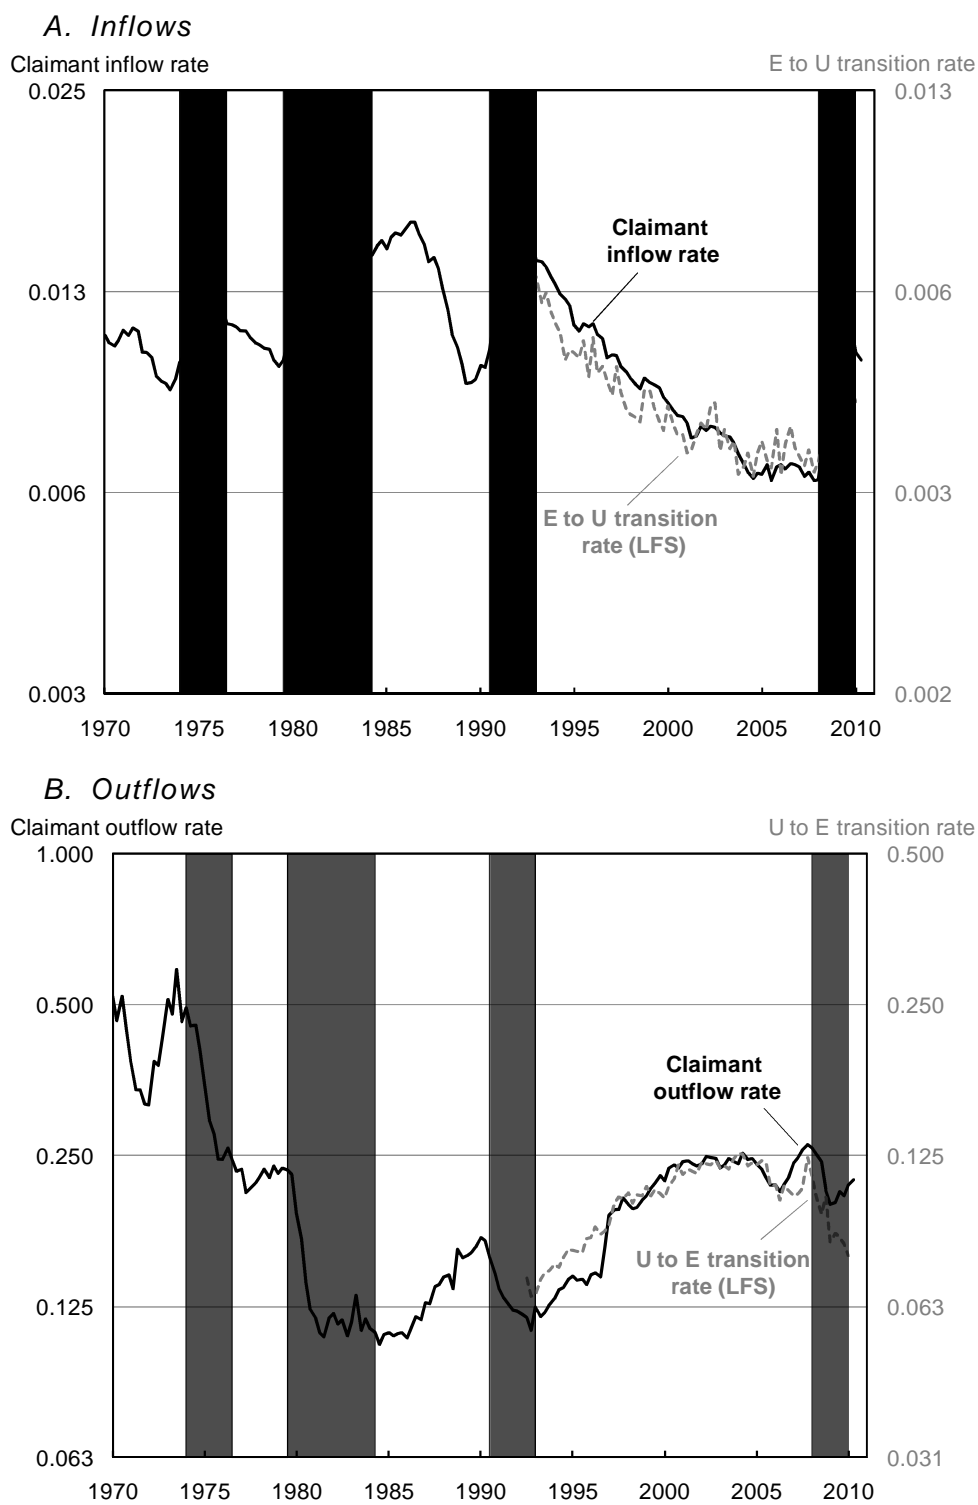 A. Inflows
Claimant inflow rate
E to U transition rate
0.025
0.013
Claimant
inflow rate
0.013
0.006
0.006
0.003
E to U transition
rate (LFS)
0.003
0.002
1970 1975 1980 1985 1990 1995 2000 2005 2010
B. Outflows
Claimant outflow rate
U to E transition rate
1.000
0.500
0.500
0.250
Claimant
outflow rate
0.250
0.125
U to E transition
rate (LFS)
0.125
0.063
0.063
0.031
1970 1975 1980 1985 1990 1995 2000 2005 2010